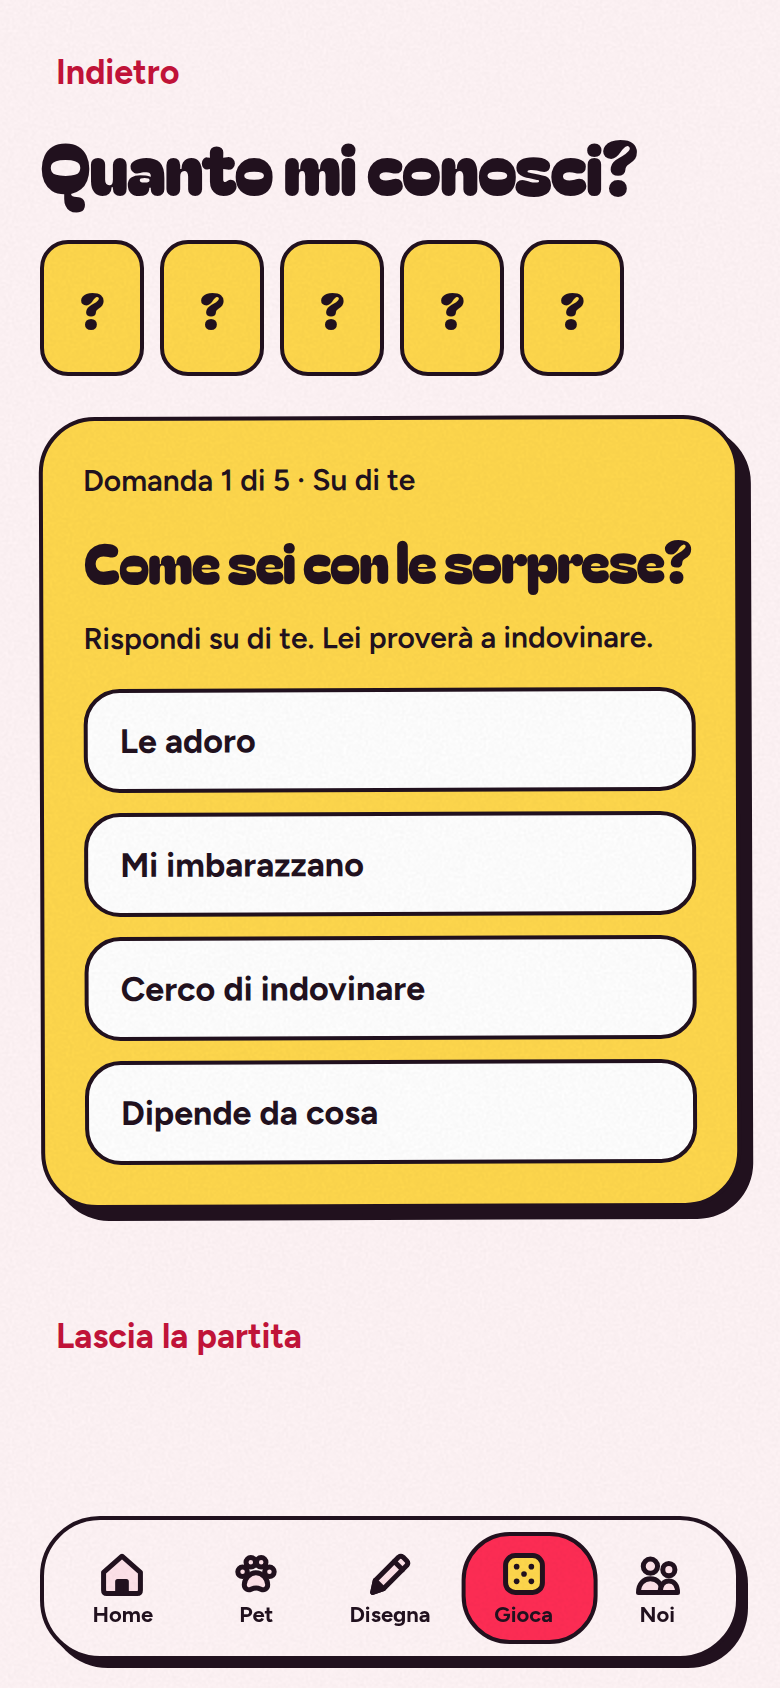 Indietro
Quanto mi conosci?
? ? ? ? ?
Domanda 1 di 5 · Su di te
Come sei con le sorprese?
Rispondi su di te. Lei proverà a indovinare.
Le adoro
Mi imbarazzano
Cerco di indovinare
Dipende da cosa
Lascia la partita
Home Pet Disegna Gioca Noi